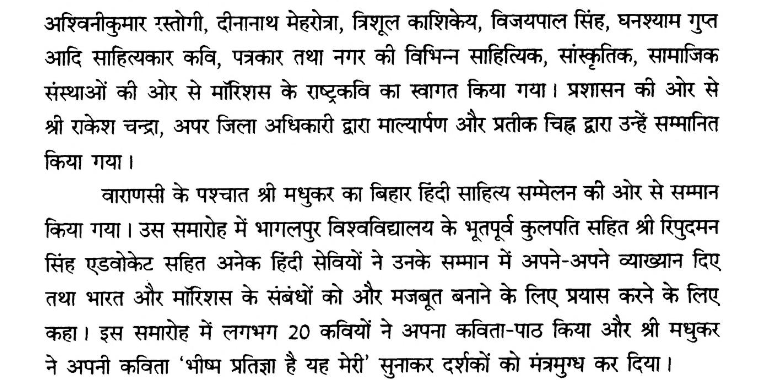 अश्विनीकुमार रस्तोगी, दीनानाथ मेहरोत्रा, त्रिशूल काशिकेय, विजयपाल सिंह, घनश्याम गुप्त
आदि साहित्यकार कवि, पत्रकार तथा नगर की विभिन्न साहित्यिक, सांस्कृतिक, सामाजिक
संस्थाओं की ओर से मॉरिशस के राष्ट्रकवि का स्वागत किया गया। प्रशासन की ओर से
श्री राकेश चन्द्रा, अपर जिला अधिकारी द्वारा माल्यार्पण और प्रतीक चिह्न द्वारा उन्हें सम्मानित
किया गया।
वाराणसी के पश्चात श्री मधुकर का बिहार हिंदी साहित्य सम्मेलन की ओर से सम्मान
किया गया। उस समारोह में भागलपुर विश्वविद्यालय के भूतपूर्व कुलपति सहित श्री रिपुदमन
सिंह एडवोकेट सहित अनेक हिंदी सेवियों ने उनके सम्मान में अपने-अपने व्याख्यान दिए
तथा भारत और मॉरिशस के संबंधों को और मजबूत बनाने के लिए प्रयास करने के लिए
कहा। इस समारोह में लगभग 20 कवियों ने अपना कविता-पाठ किया और श्री मधुकर
ने अपनी कविता ‘भीष्म प्रतिज्ञा है यह मेरी’ सुनाकर दर्शकों को मंत्रमुग्ध कर दिया।